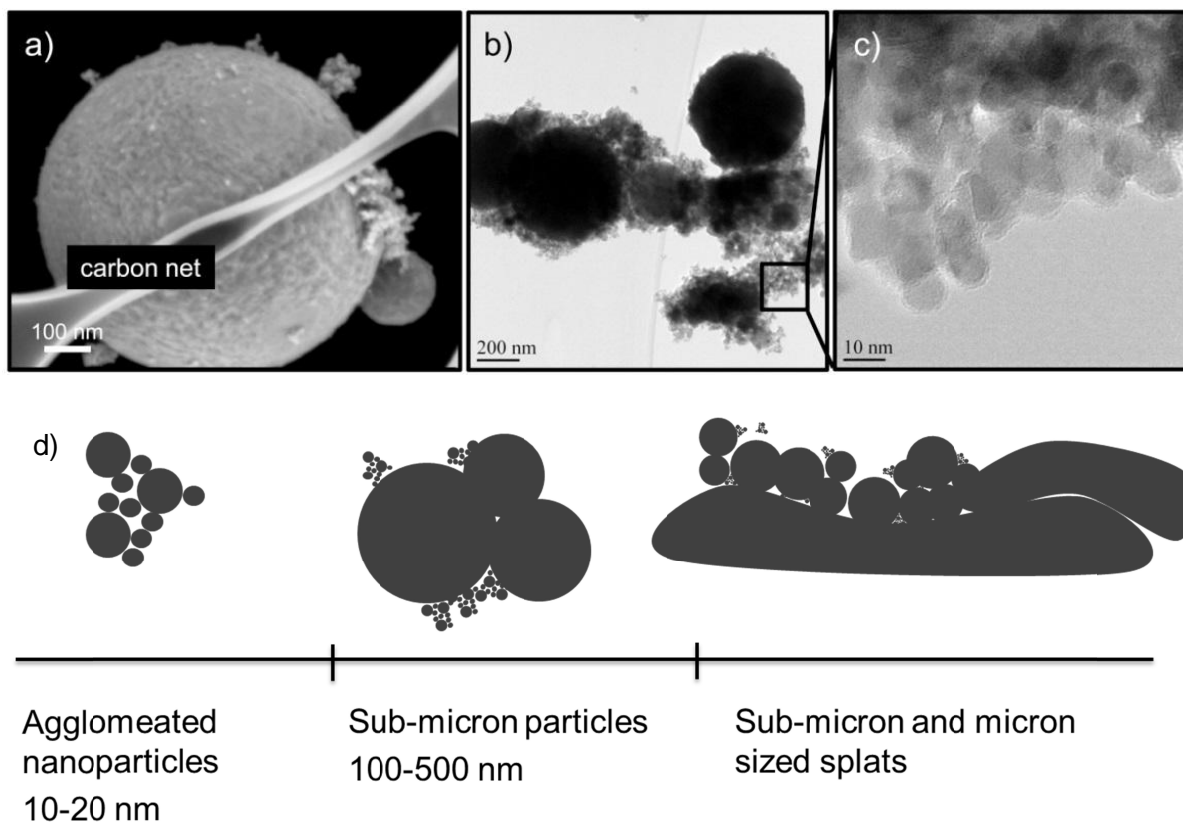 a)
carbon net
100 nm
b)
200 nm
c)
10 nm
d)
Agglomeated
nanoparticles
10-20 nm
Sub-micron particles
100-500 nm
Sub-micron and micron
sized splats